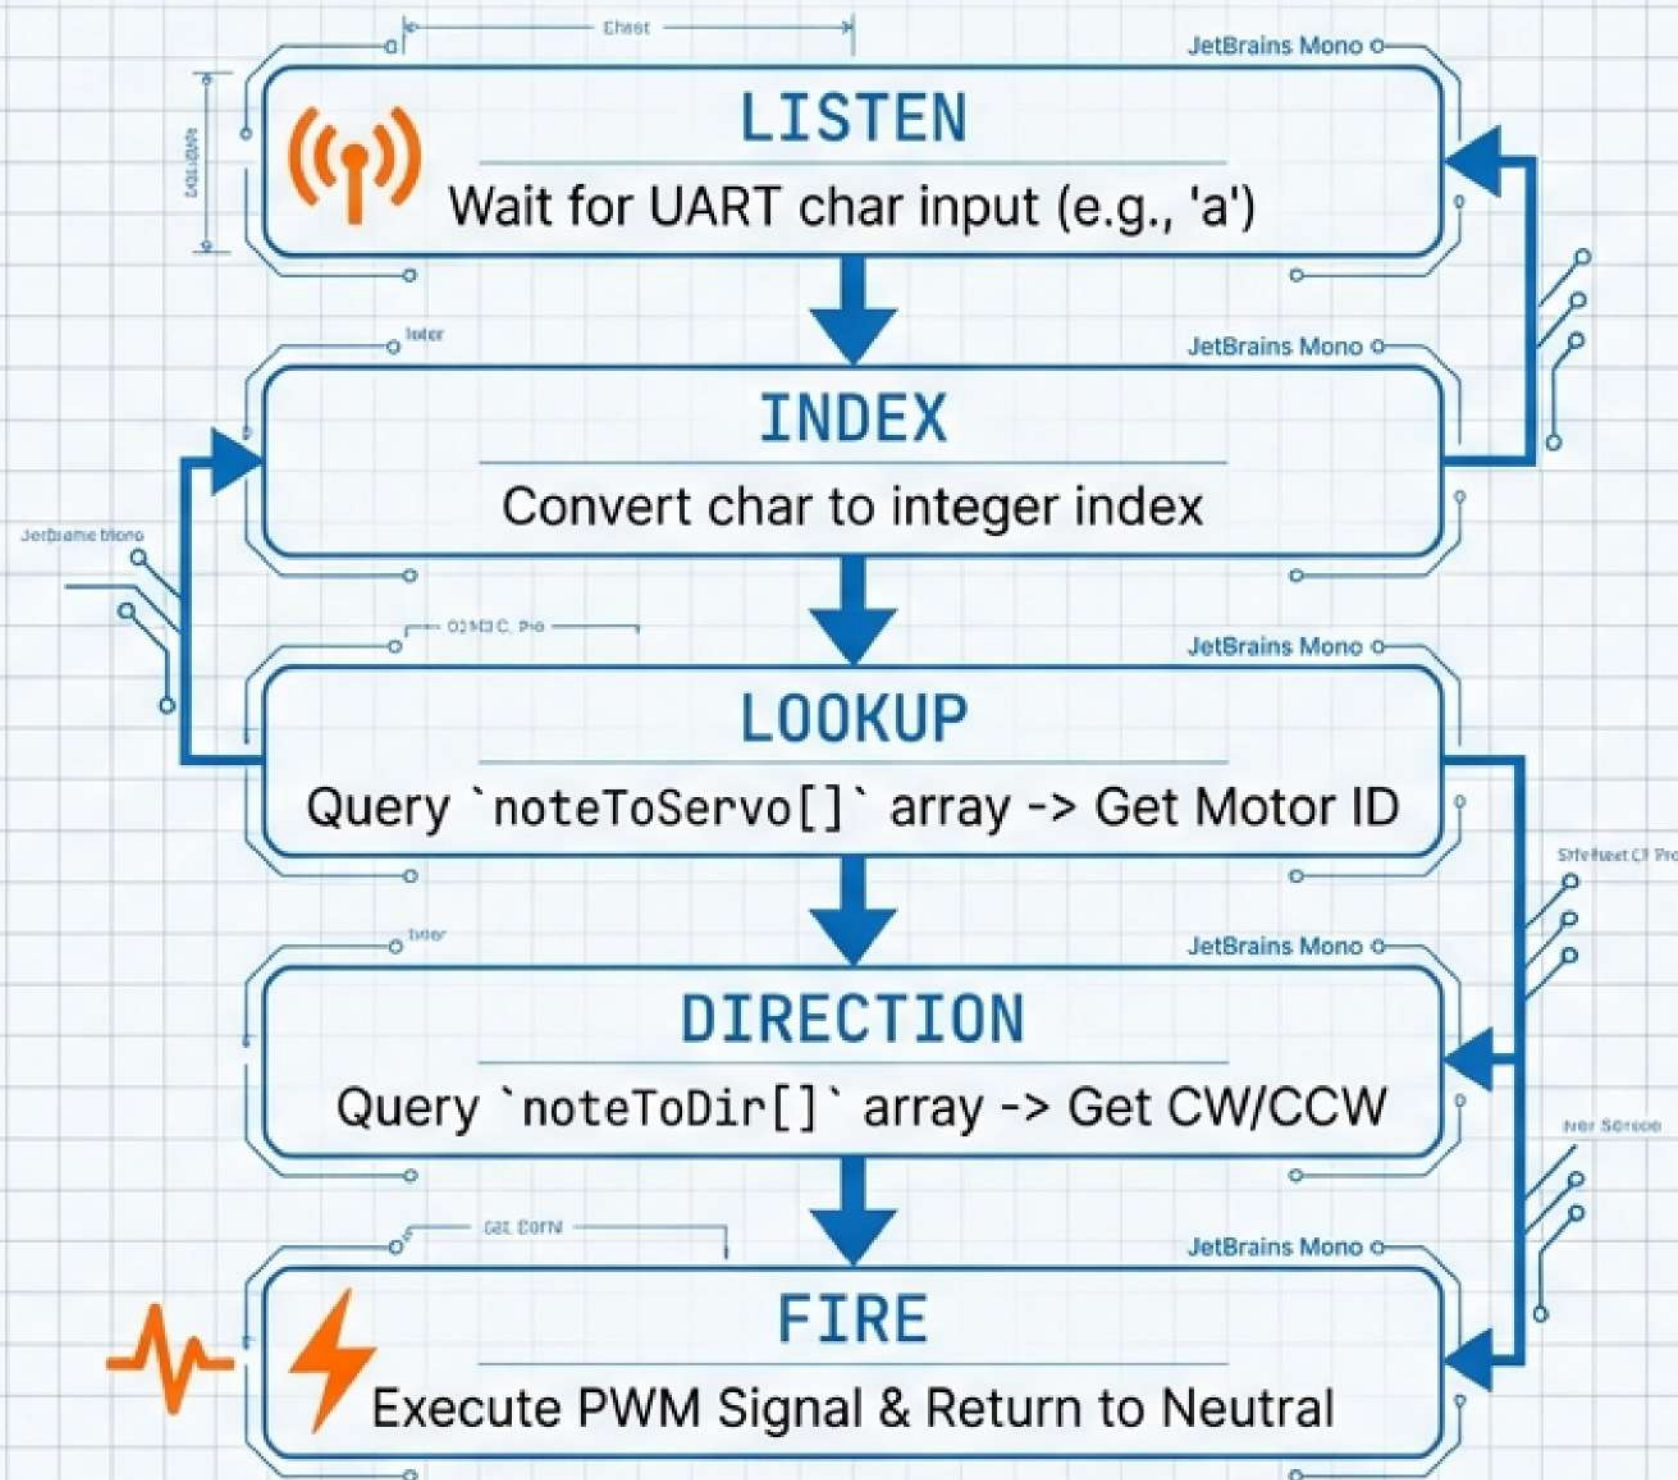 JetBrains Mono
LISTEN
Wait for UART char input (e.g., 'a')
JetBrains Mono
INDEX
Convert char to integer index
JetBrains Mono
LOOKUP
Query `noteToServo[]` array -> Get Motor ID
JetBrains Mono
DIRECTION
Query `noteToDir[]` array -> Get CW/CCW
JetBrains Mono
FIRE
Execute PWM Signal & Return to Neutral